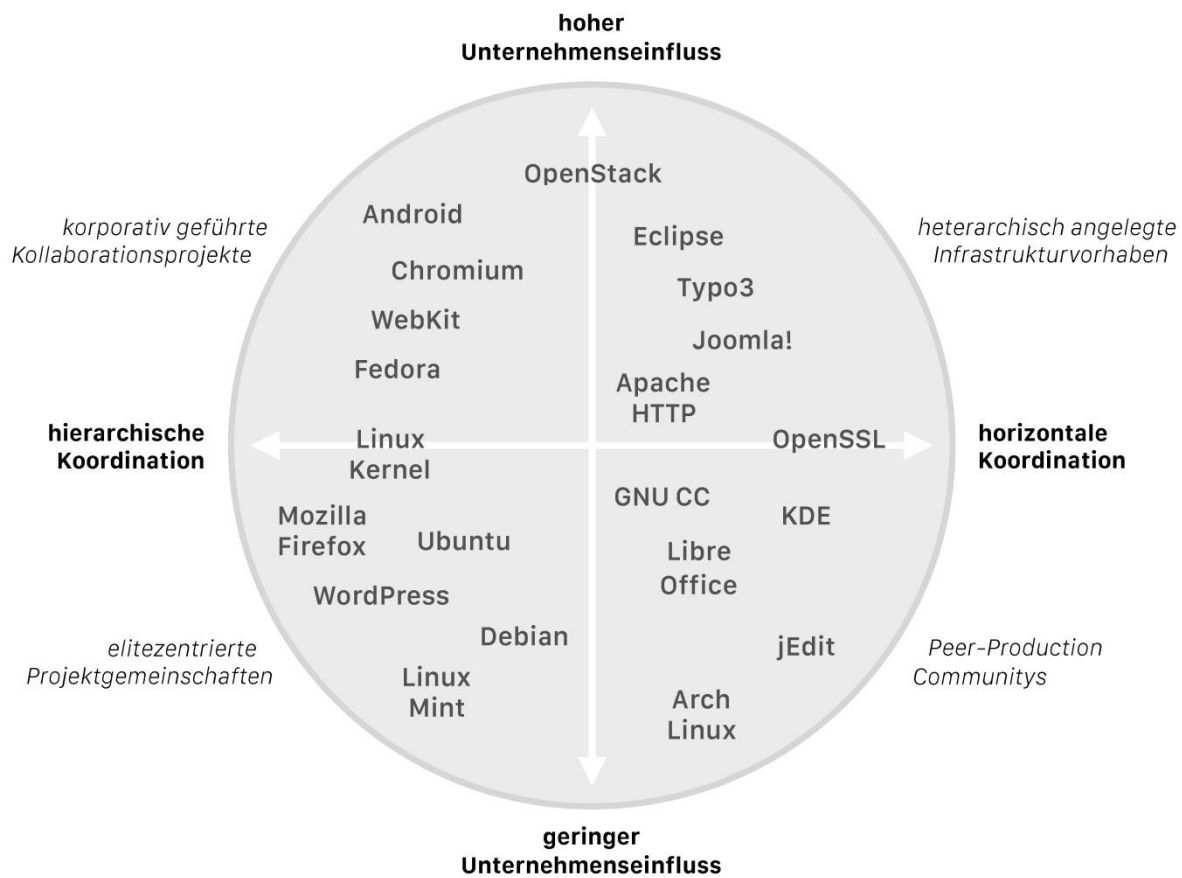 hoher
Unternehmenseinfluss
OpenStack
Android
korporativ geführte
Kollaborationsprojekte
Eclipse
heterarchisch angelegte
Infrastrukturvorhaben
Chromium
Typo3
WebKit
Joomla!
Fedora
Apache
HTTP
hierarchische
Koordination
Linux
Kernel
OpenSSL
horizontale
Koordination
GNU CC
KDE
Mozilla
Firefox
Ubuntu
Libre
Office
WordPress
Debian
jEdit
elitezentrierte
Projektgemeinschaften
Peer-Production
Communitys
Linux
Mint
Arch
Linux
geringer
Unternehmenseinfluss